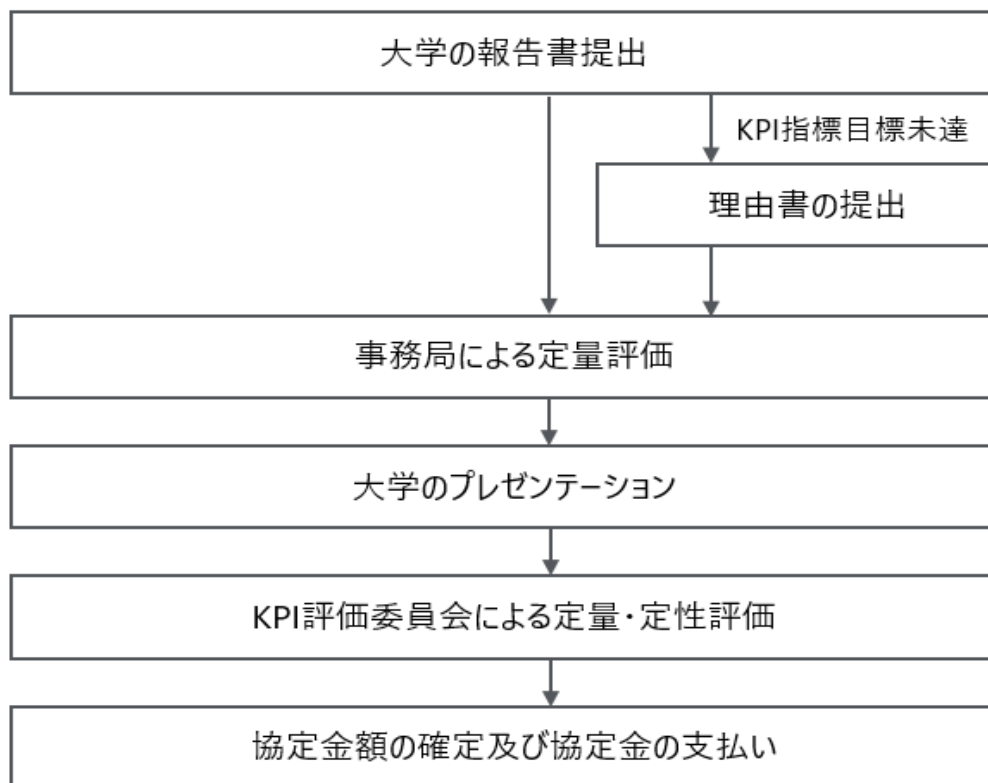 大学の報告書提出
KPI指標目標未達
理由書の提出
事務局による定量評価
大学のプレゼンテーション
KPI評価委員会による定量・定性評価
協定金額の確定及び協定金の支払い